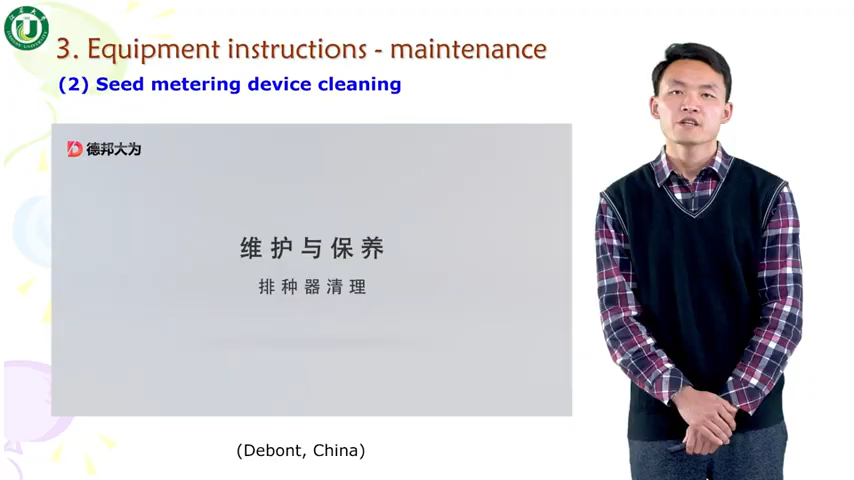 3. Equipment instructions - maintenance
(2) Seed metering device cleaning
德邦大为
维护与保养
排种器清理
(Debont, China)